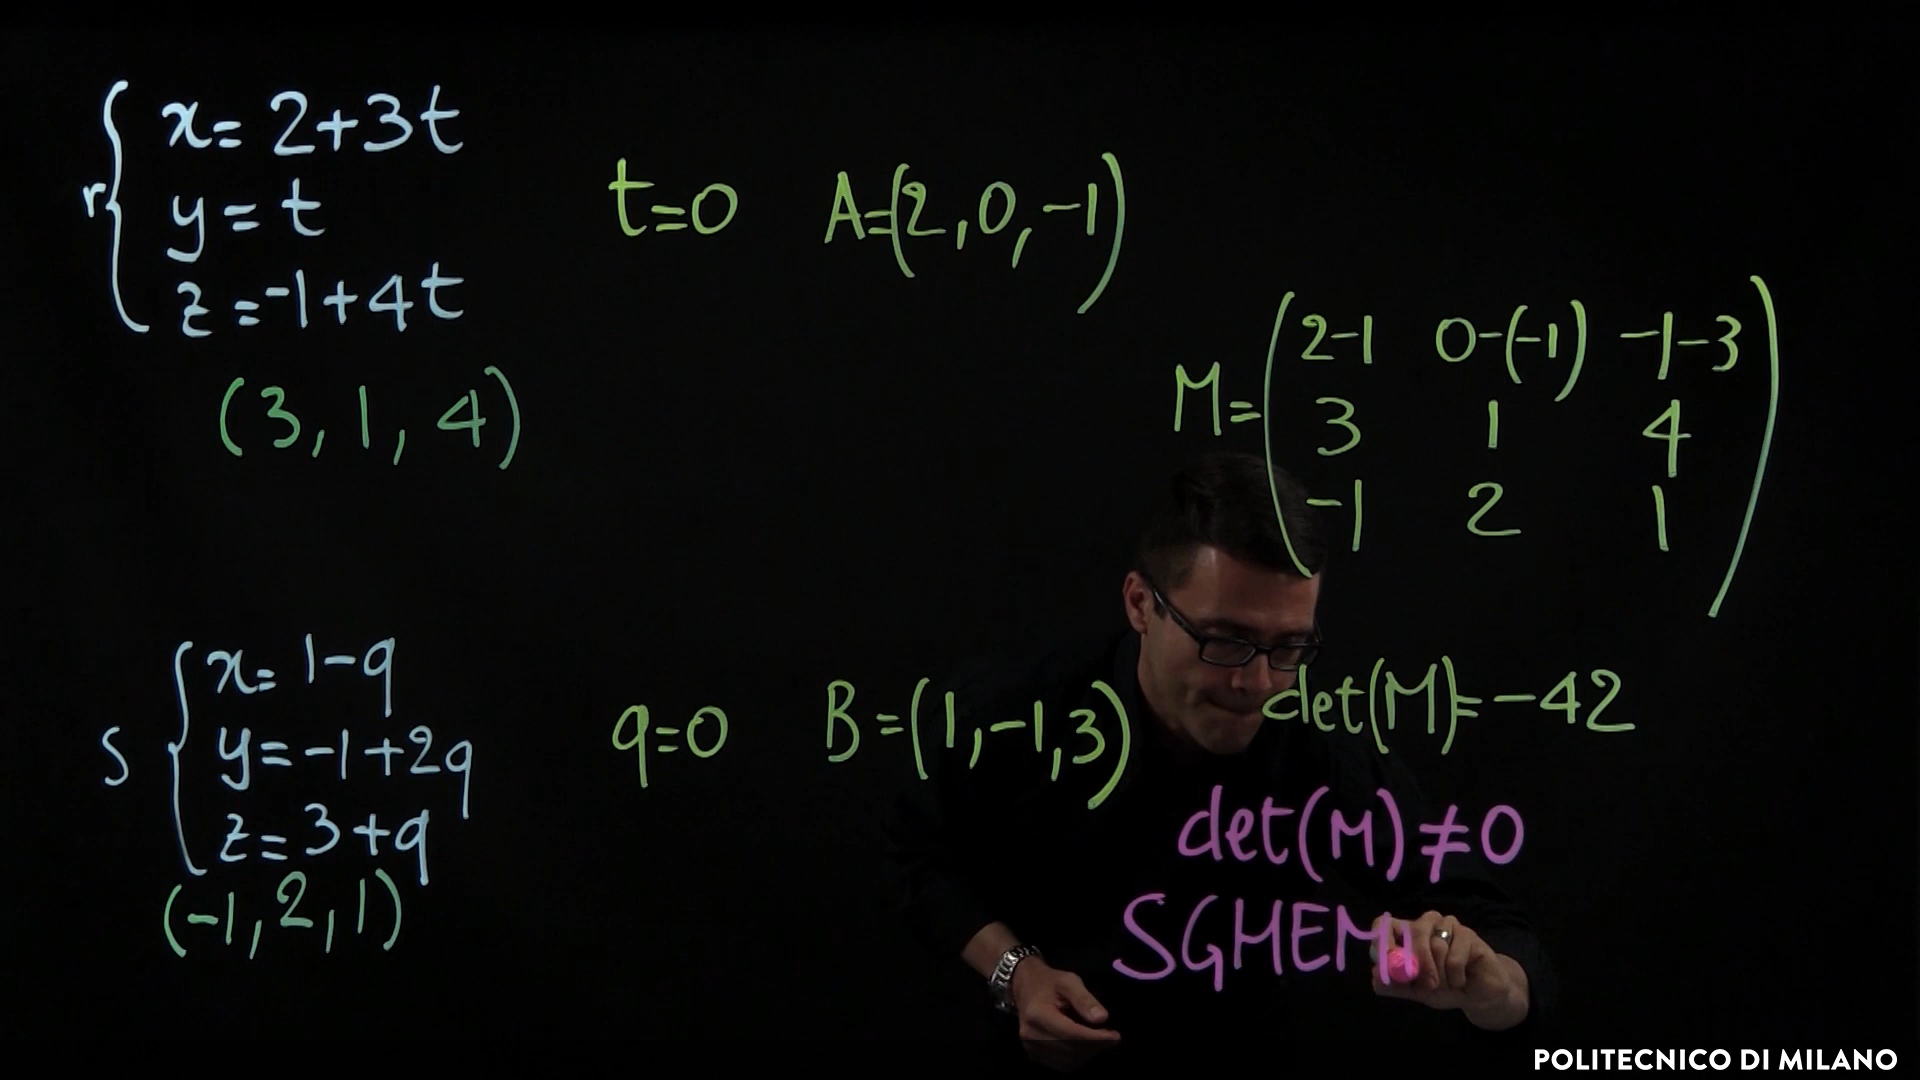 r { x = 2+3t
y = t
z = -1+4t
(3, 1, 4)
t=0 A=(2, 0, -1)
M= ( 2-1 0-(-1) -1-3
3 1 4
-1 2 1 )
s { x = 1-q
y = -1+2q
z = 3+q
(-1, 2, 1)
q=0 B=(1, -1, 3)
det(M)=-42
det(M)≠0
SGHEMI
POLITECNICO DI MILANO